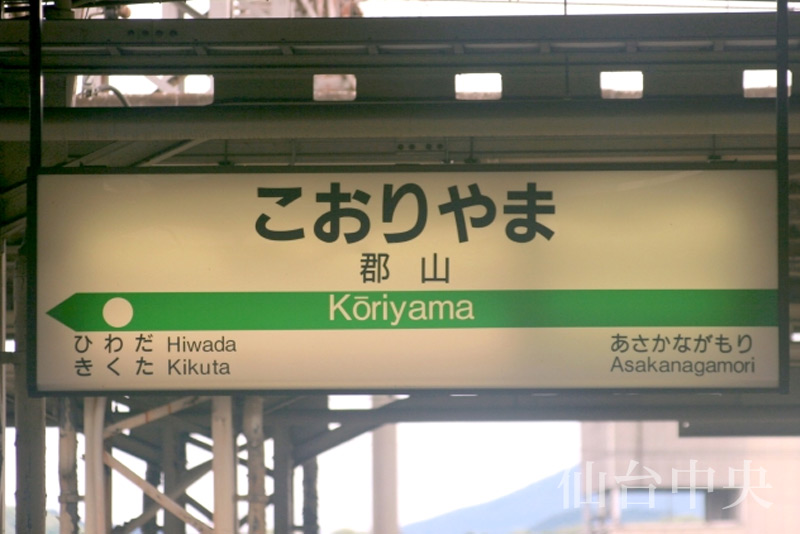 こおりやま
郡山
Kōriyama
ひわだ Hiwada
きくた Kikuta
あさかながもり
Asakanagamori
仙台中央